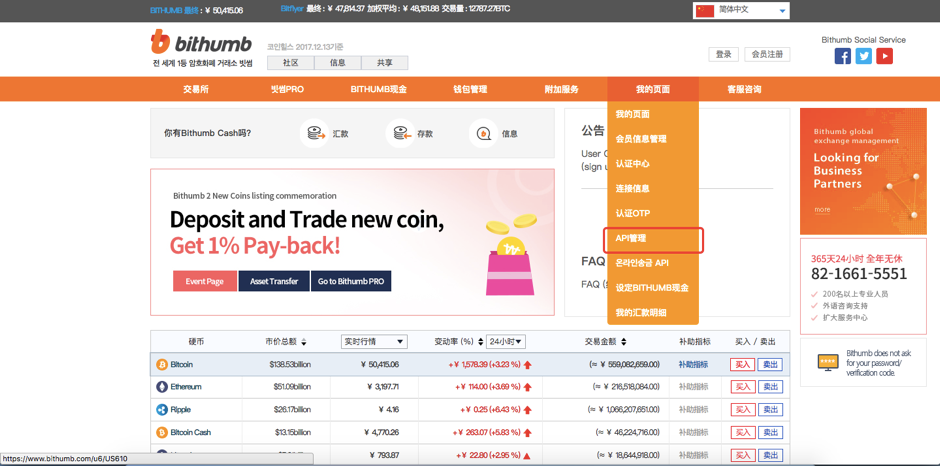 BITHUMB 最终 : ￥ 50,415.06
Bitflyer 最终 : ￥ 47,814.37 加权平均 : ￥ 48,151.88 交易量 : 12787.27BTC
简体中文
bithumb
전 세계 1등 암호화폐 거래소 빗썸
코인힐스 2017.12.13기준
社区 信息 共享
登录 会员注册
Bithumb Social Service
交易所 빗썸PRO BITHUMB现金 钱包管理 附加服务 我的页面 客服咨询
我的页面
会员信息管理
认证中心
连接信息
认证OTP
API管理
온라인송금 API
设定BITHUMB现金
我的汇款明细
你有Bithumb Cash吗? 汇款 存款 信息
公告
User
(sign u
FAQ
FAQ
Bithumb 2 New Coins listing commemoration
Deposit and Trade new coin,
Get 1% Pay-back!
Event Page Asset Transfer Go to Bithumb PRO
Bithumb global
exchange management
Looking for
Business
Partners
more
365天24小时 全年无休
82-1661-5551
200名以上专业人员
外语咨询支持
扩大服务中心
Bithumb does not ask
for your password/
verification code.
硬币 市价总额 实时行情 变动率 (%) 24小时 交易金额 补助指标 买入 / 卖出
Bitcoin $138.53billion ￥ 50,415.06 +￥ 1,578.39 (+3.23 %) (≈ ￥ 559,082,659.00) 补助指标 买入 卖出
Ethereum $51.09billion ￥ 3,197.71 +￥ 114.00 (+3.69 %) (≈ ￥ 216,518,084.00) 补助指标 买入 卖出
Ripple $26.17billion ￥ 4.16 +￥ 0.25 (+6.43 %) (≈ ￥ 1,066,207,651.00) 补助指标 买入 卖出
Bitcoin Cash $13.15billion ￥ 4,770.26 +￥ 263.07 (+5.83 %) (≈ ￥ 46,224,716.00) 补助指标 买入 卖出
￥ 793.87 +￥ 22.80 (+2.95 %) (≈ ￥ 18,644,918.00) 补助指标 买入 卖出
https://www.bithumb.com/u6/US610